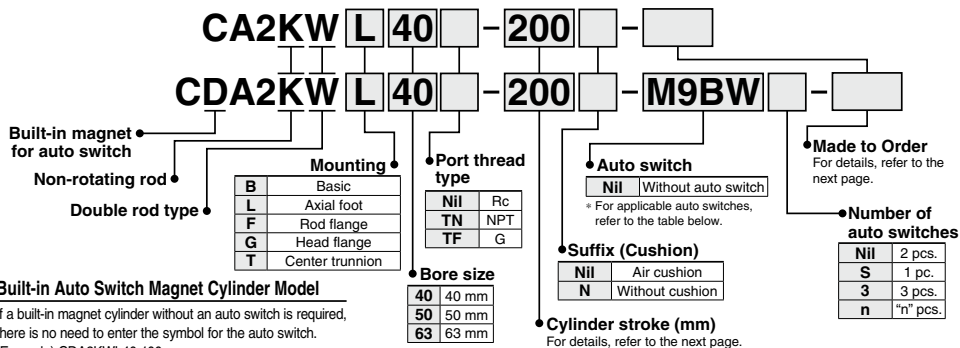 CA2KW L 40 – 200 –
CDA2KW L 40 – 200 – M9BW –
Built-in magnet
for auto switch
Non-rotating rod
Double rod type
Mounting
B Basic
L Axial foot
F Rod flange
G Head flange
T Center trunnion
Port thread
type
Nil Rc
TN NPT
TF G
Bore size
40 40 mm
50 50 mm
63 63 mm
Auto switch
Nil Without auto switch
* For applicable auto switches,
refer to the table below.
Suffix (Cushion)
Nil Air cushion
N Without cushion
Cylinder stroke (mm)
For details, refer to the next page.
Made to Order
For details, refer to the
next page.
Number of
auto switches
Nil 2 pcs.
S 1 pc.
3 3 pcs.
n “n” pcs.
Built-in Auto Switch Magnet Cylinder Model
f a built-in magnet cylinder without an auto switch is required,
here is no need to enter the symbol for the auto switch.